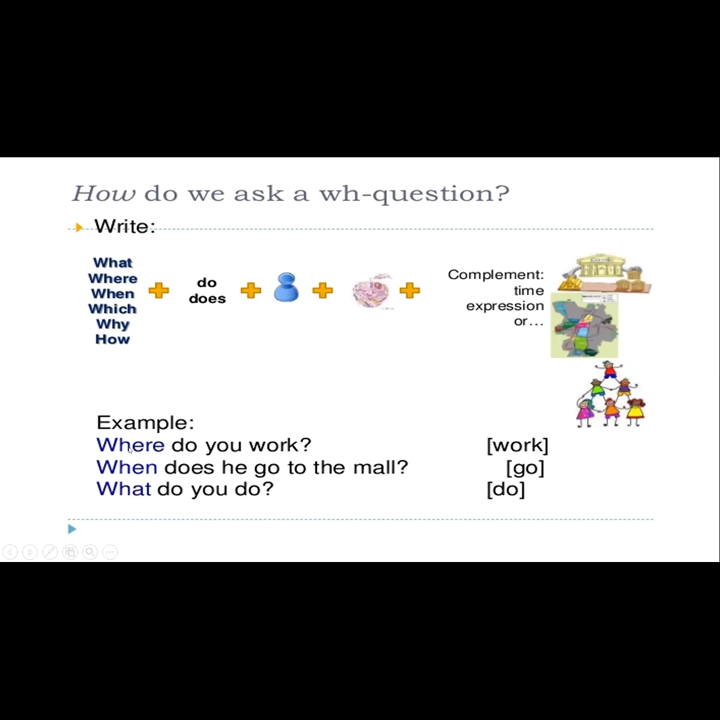 How do we ask a wh-question?
Write:
What
Where
When
Which
Why
How
do
does
Complement:
time
expression
or…
Example:
Where do you work? [work]
When does he go to the mall? [go]
What do you do? [do]